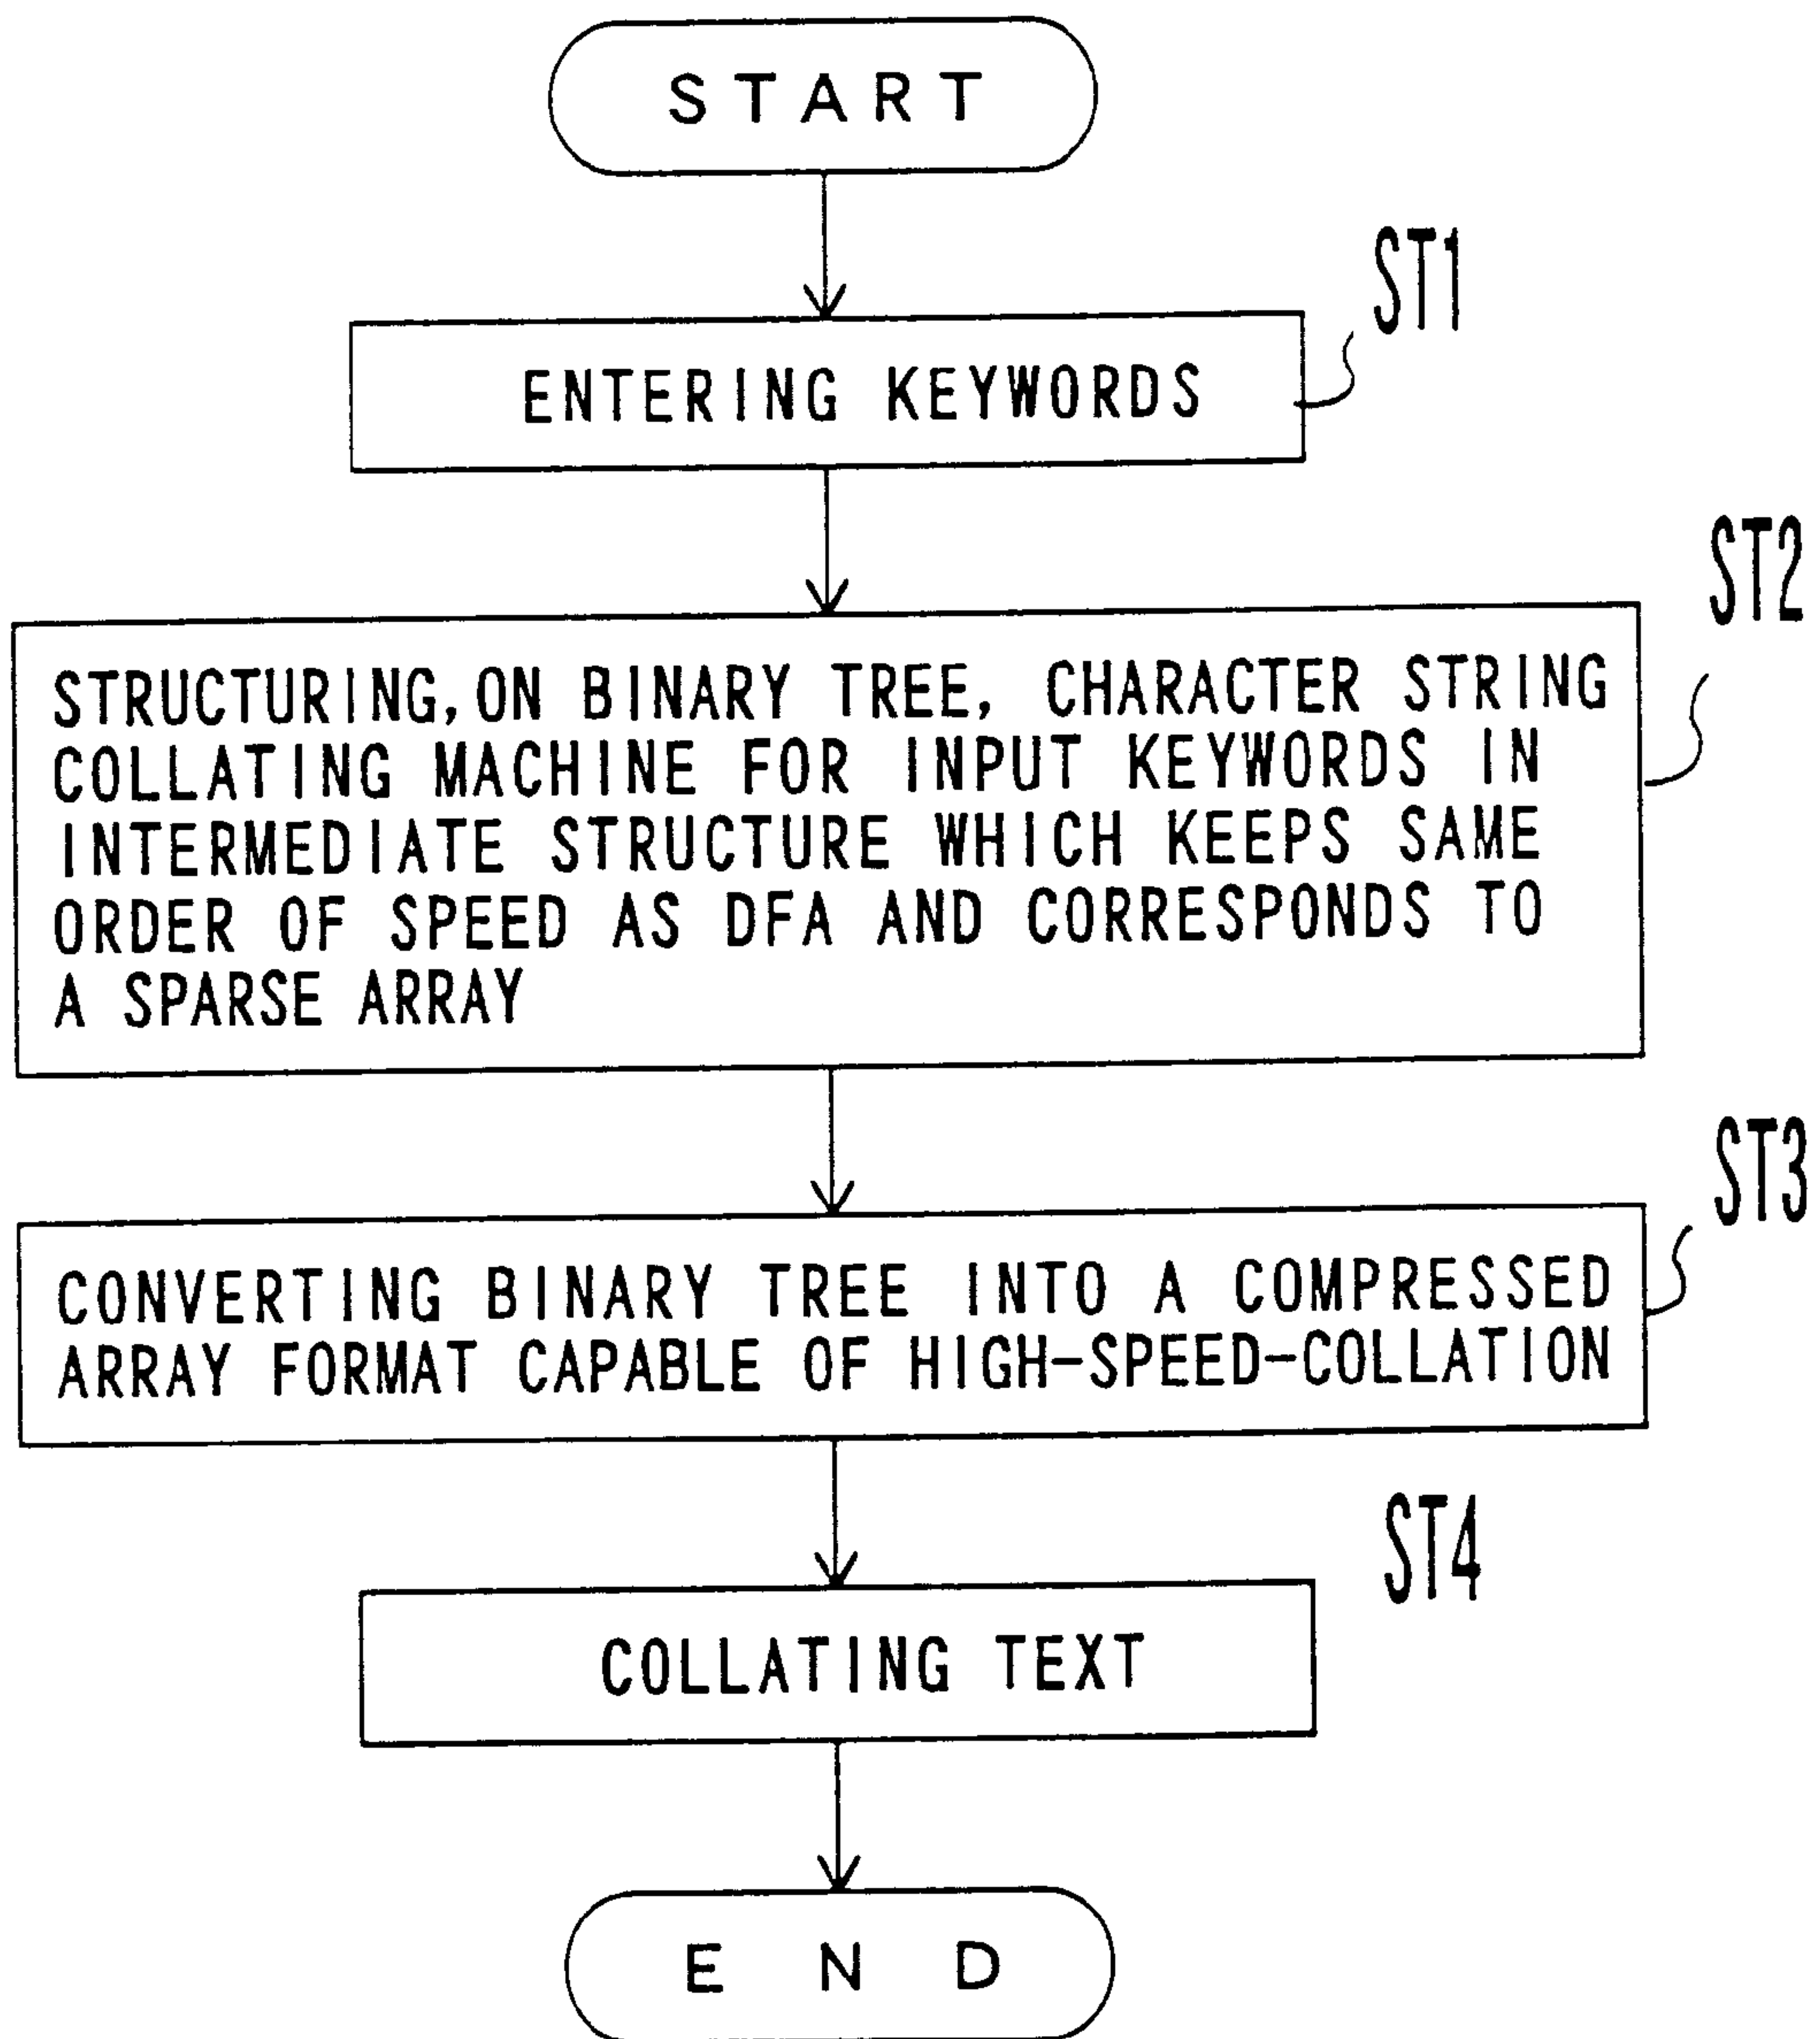 START
ST1
ENTERING KEYWORDS
ST2
STRUCTURING, ON BINARY TREE, CHARACTER STRING
COLLATING MACHINE FOR INPUT KEYWORDS IN
INTERMEDIATE STRUCTURE WHICH KEEPS SAME
ORDER OF SPEED AS DFA AND CORRESPONDS TO
A SPARSE ARRAY
ST3
CONVERTING BINARY TREE INTO A COMPRESSED
ARRAY FORMAT CAPABLE OF HIGH-SPEED-COLLATION
ST4
COLLATING TEXT
END